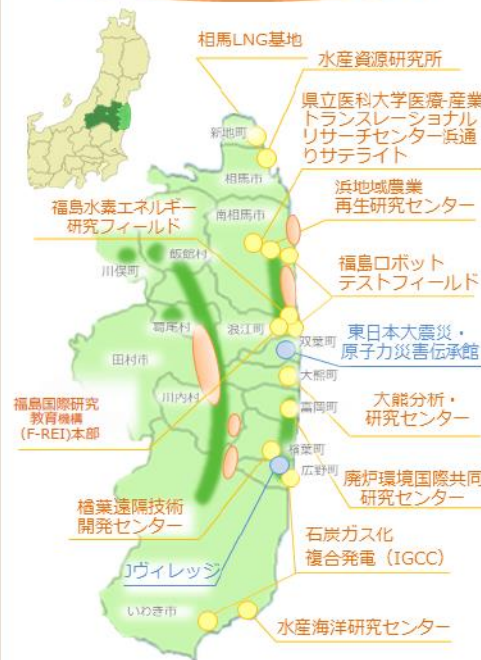 相馬LNG基地
水産資源研究所
県立医科大学医療-産業
トランスレーショナル
リサーチセンター浜通
りサテライト
新地町
相馬市
浜地域農業
再生研究センター
南相馬市
福島水素エネルギー
研究フィールド
飯館村
川俣町
福島ロボット
テストフィールド
葛尾村
浪江町
双葉町
東日本大震災・
原子力災害伝承館
田村市
大熊町
川内村
富岡町
大熊分析・
研究センター
福島国際研究
教育機構
(F-REI)本部
楢葉町
広野町
廃炉環境国際共同
研究センター
楢葉遠隔技術
開発センター
石炭ガス化
複合発電（IGCC）
Jヴィレッジ
いわき市
水産海洋研究センター